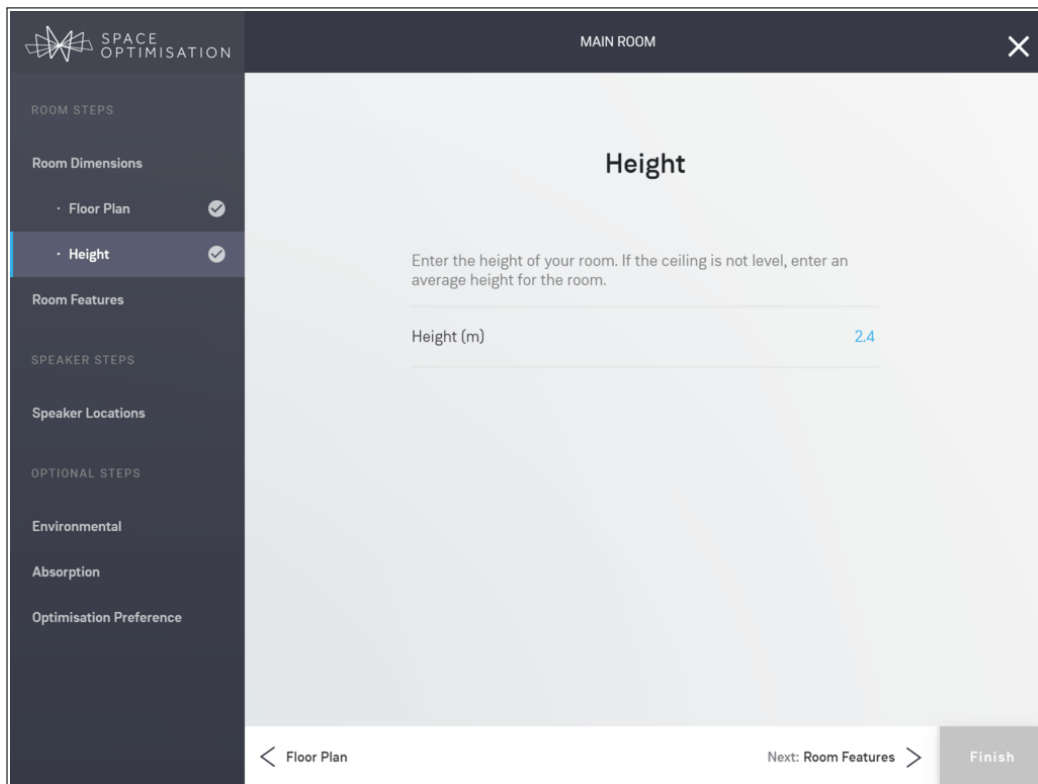 SPACE
OPTIMISATION
MAIN ROOM
ROOM STEPS
Room Dimensions
· Floor Plan
· Height
Room Features
SPEAKER STEPS
Speaker Locations
OPTIONAL STEPS
Environmental
Absorption
Optimisation Preference
Height
Enter the height of your room. If the ceiling is not level, enter an
average height for the room.
Height (m) 2.4
Floor Plan
Next: Room Features
Finish